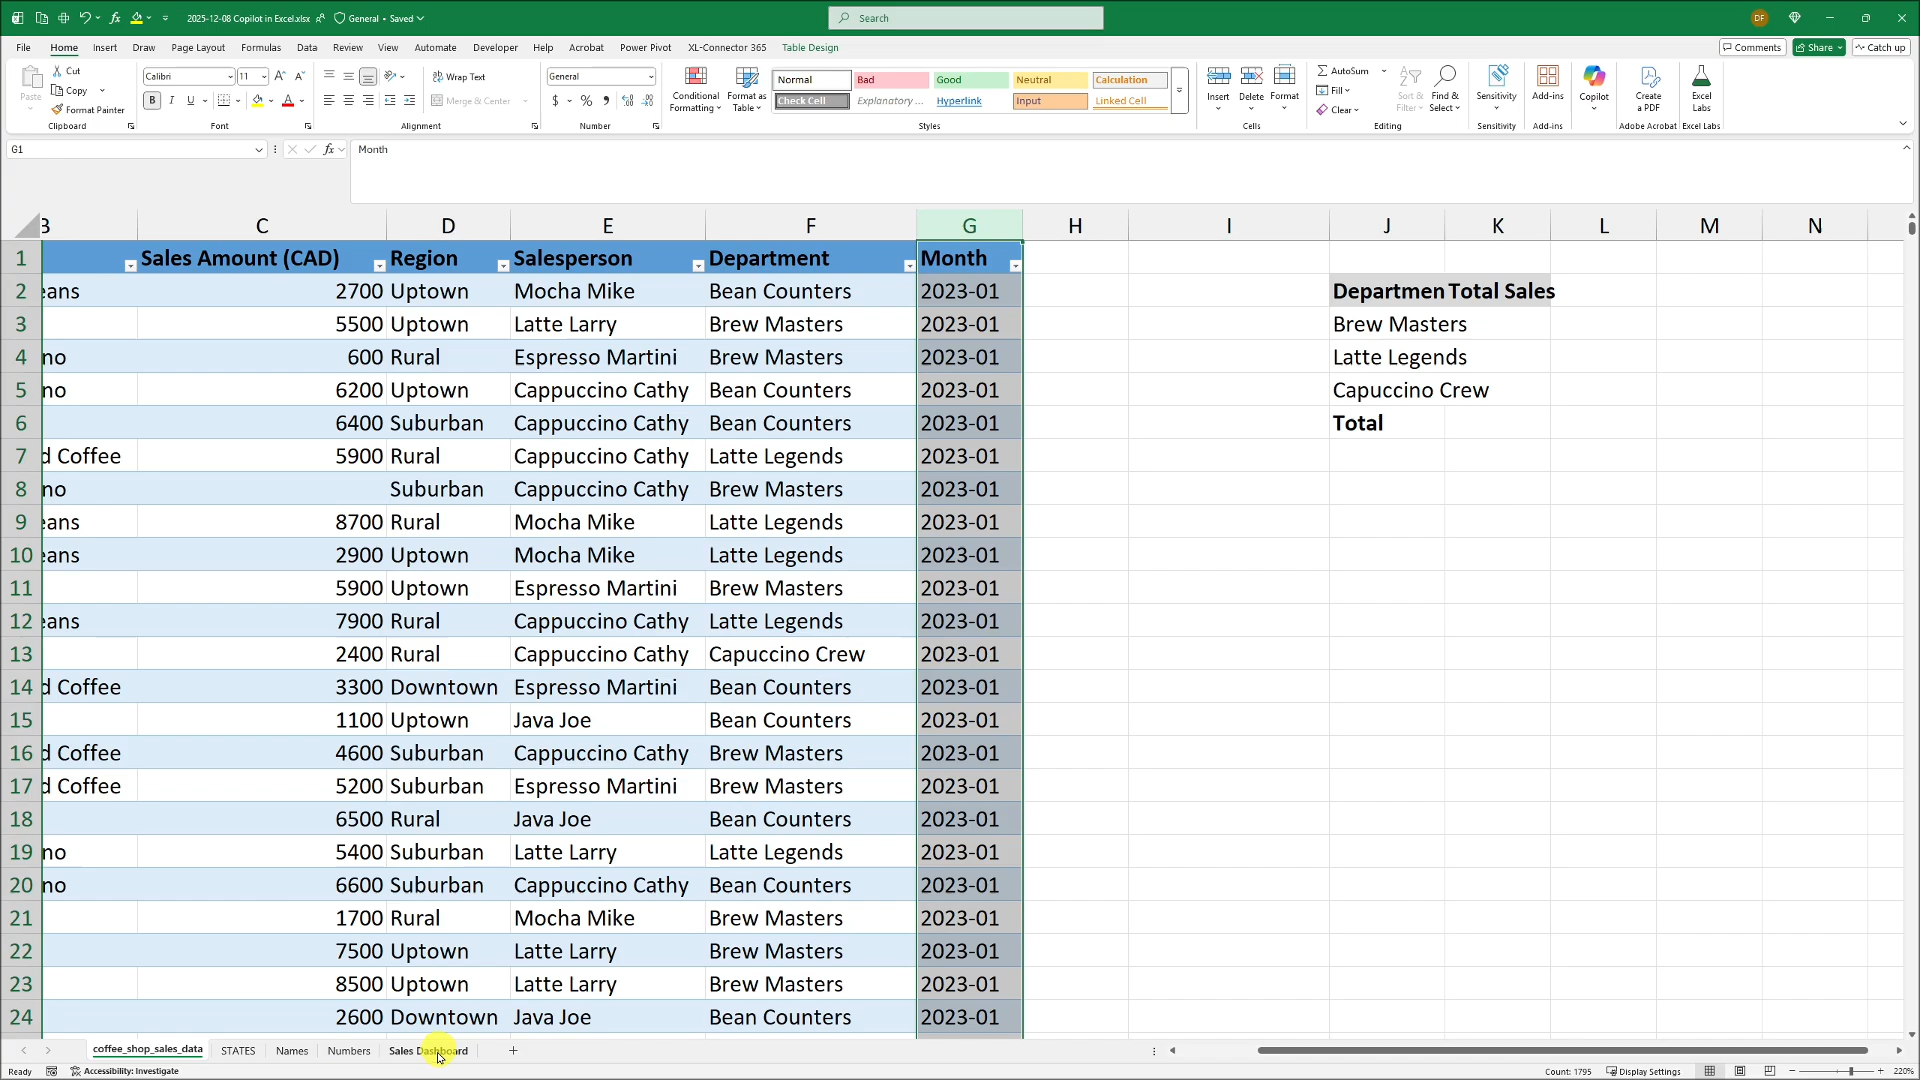 2025-12-08 Copilot in Excel.xlsx General • Saved Search DF
File Home Insert Draw Page Layout Formulas Data Review View Automate Developer Help Acrobat Power Pivot XL-Connector 365 Table Design Comments Share Catch up
Paste Cut Copy Format Painter Clipboard
Calibri 11 B I U Font
Wrap Text Merge & Center Alignment
General $ % Number
Conditional Formatting Format as Table
Normal Bad Good Neutral Calculation
Check Cell Explanatory ... Hyperlink Input Linked Cell
Styles
Insert Delete Format Cells
AutoSum Fill Clear Sort & Filter Find & Select Editing
Sensitivity Sensitivity
Add-ins Add-ins
Copilot
Create a PDF Adobe Acrobat
Excel Labs Excel Labs
G1 fx Month
B C D E F G H I J K L M N
1 Sales Amount (CAD) Region Salesperson Department Month
2 eans 2700 Uptown Mocha Mike Bean Counters 2023-01 Departmen Total Sales
3 5500 Uptown Latte Larry Brew Masters 2023-01 Brew Masters
4 no 600 Rural Espresso Martini Brew Masters 2023-01 Latte Legends
5 no 6200 Uptown Cappuccino Cathy Bean Counters 2023-01 Capuccino Crew
6 6400 Suburban Cappuccino Cathy Bean Counters 2023-01 Total
7 d Coffee 5900 Rural Cappuccino Cathy Latte Legends 2023-01
8 no Suburban Cappuccino Cathy Brew Masters 2023-01
9 eans 8700 Rural Mocha Mike Latte Legends 2023-01
10 eans 2900 Uptown Mocha Mike Latte Legends 2023-01
11 5900 Uptown Espresso Martini Brew Masters 2023-01
12 eans 7900 Rural Cappuccino Cathy Latte Legends 2023-01
13 2400 Rural Cappuccino Cathy Capuccino Crew 2023-01
14 d Coffee 3300 Downtown Espresso Martini Bean Counters 2023-01
15 1100 Uptown Java Joe Bean Counters 2023-01
16 d Coffee 4600 Suburban Cappuccino Cathy Brew Masters 2023-01
17 d Coffee 5200 Suburban Espresso Martini Brew Masters 2023-01
18 6500 Rural Java Joe Bean Counters 2023-01
19 no 5400 Suburban Latte Larry Latte Legends 2023-01
20 no 6600 Suburban Cappuccino Cathy Bean Counters 2023-01
21 1700 Rural Mocha Mike Brew Masters 2023-01
22 7500 Uptown Latte Larry Brew Masters 2023-01
23 8500 Uptown Latte Larry Brew Masters 2023-01
24 2600 Downtown Java Joe Bean Counters 2023-01
coffee_shop_sales_data STATES Names Numbers Sales Dashboard
Ready Accessibility: Investigate Count: 1795 Display Settings 220%